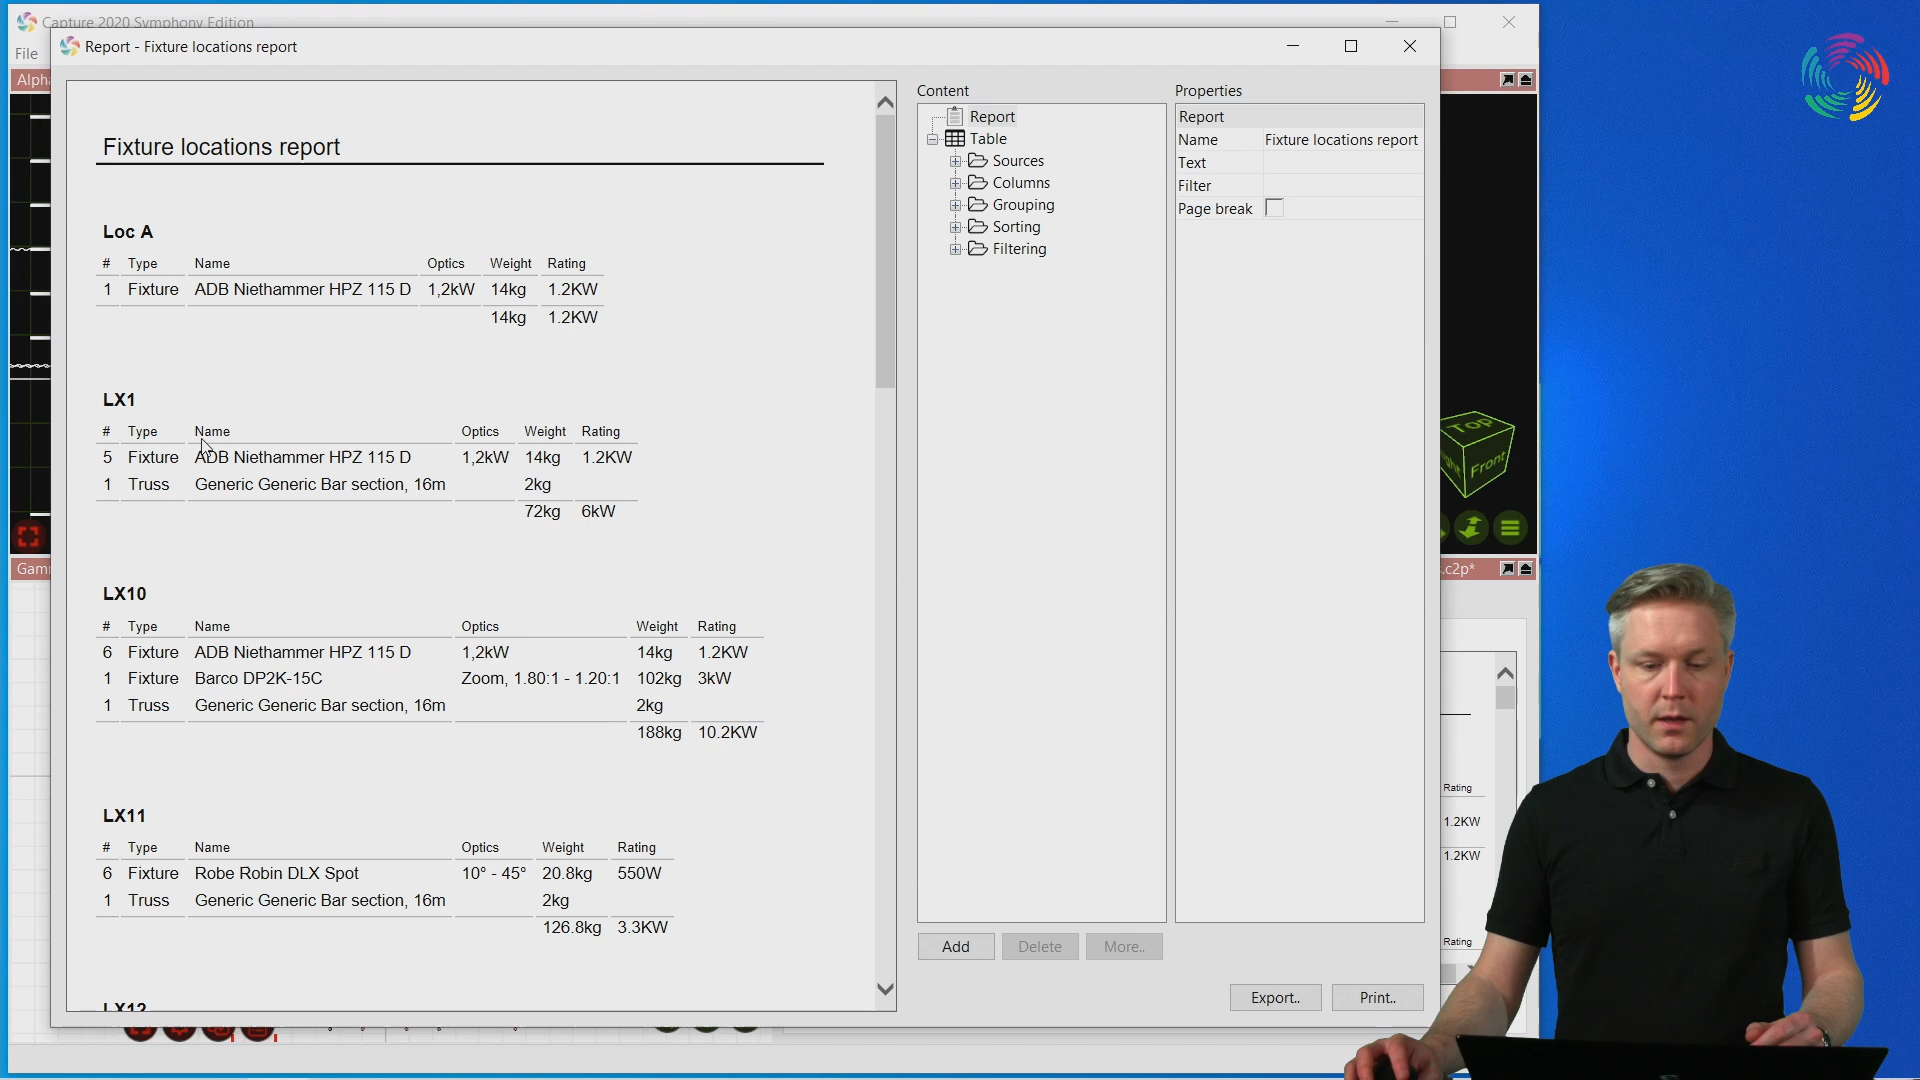 Capture 2020 Symphony Edition
Report - Fixture locations report
File
Alph
Content
Properties
Report
Table
Sources
Columns
Grouping
Sorting
Filtering
Report
Name Fixture locations report
Text
Filter
Page break
Fixture locations report
Loc A
# Type Name Optics Weight Rating
1 Fixture ADB Niethammer HPZ 115 D 1,2kW 14kg 1.2KW
14kg 1.2KW
LX1
# Type Name Optics Weight Rating
5 Fixture ADB Niethammer HPZ 115 D 1,2kW 14kg 1.2KW
1 Truss Generic Generic Bar section, 16m 2kg
72kg 6kW
LX10
# Type Name Optics Weight Rating
6 Fixture ADB Niethammer HPZ 115 D 1,2kW 14kg 1.2KW
1 Fixture Barco DP2K-15C Zoom, 1.80:1 - 1.20:1 102kg 3kW
1 Truss Generic Generic Bar section, 16m 2kg
188kg 10.2KW
LX11
# Type Name Optics Weight Rating
6 Fixture Robe Robin DLX Spot 10° - 45° 20.8kg 550W
1 Truss Generic Generic Bar section, 16m 2kg
126.8kg 3.3KW
LX12
Add Delete More..
Export.. Print..
Top
Front
Gam
.c2p*
Rating
1.2KW
1.2KW
Rating